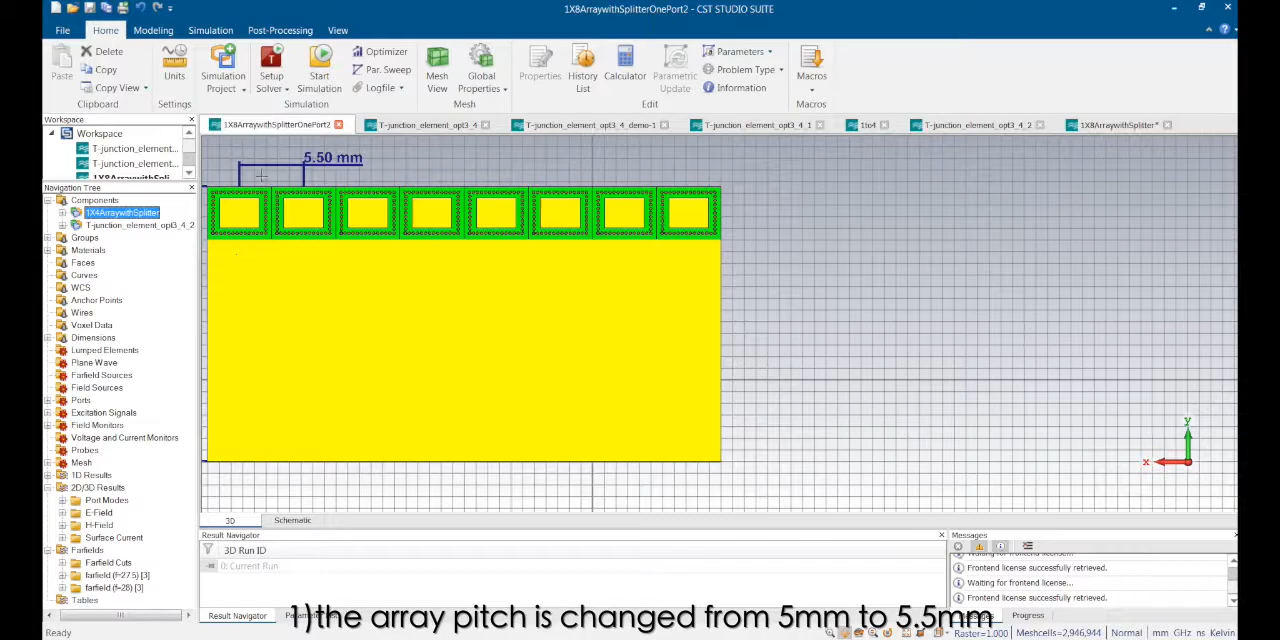 1X8ArraywithSplitterOnePort2 - CST STUDIO SUITE
File Home Modeling Simulation Post-Processing View
Paste Delete Copy Copy View Clipboard
Units Settings
Simulation Project Setup Solver Start Simulation Optimizer Par. Sweep Logfile Simulation
Mesh View Global Properties Mesh
Properties History List Calculator Parametric Update Parameters Problem Type Information Edit
Macros Macros
Workspace
Workspace
T-junction_element...
T-junction_element...
1X8ArraywithSpli
1X8ArraywithSplitterOnePort2 T-junction_element_opt3_4 T-junction_element_opt3_4_demo-1 T-junction_element_opt3_4_1 1to4 T-junction_element_opt3_4_2 1X8ArraywithSplitter*
Navigation Tree
Components
1X4ArraywithSplitter
T-junction_element_opt3_4_2
Groups
Materials
Faces
Curves
WCS
Anchor Points
Wires
Voxel Data
Dimensions
Lumped Elements
Plane Wave
Farfield Sources
Field Sources
Ports
Excitation Signals
Field Monitors
Voltage and Current Monitors
Probes
Mesh
1D Results
2D/3D Results
Port Modes
E-Field
H-Field
Surface Current
Farfields
Farfield Cuts
farfield (f=27.5) [3]
farfield (f=28) [3]
Tables
5.50 mm
y
x
3D Schematic
Result Navigator
3D Run ID
0: Current Run
Result Navigator
Messages
Waiting for frontend license...
Frontend license successfully retrieved.
Waiting for frontend license...
Frontend license successfully retrieved.
Progress
1)the array pitch is changed from 5mm to 5.5mm
Ready
Raster=1.000 Meshcells=2,946,944 Normal mm GHz ns Kelvin